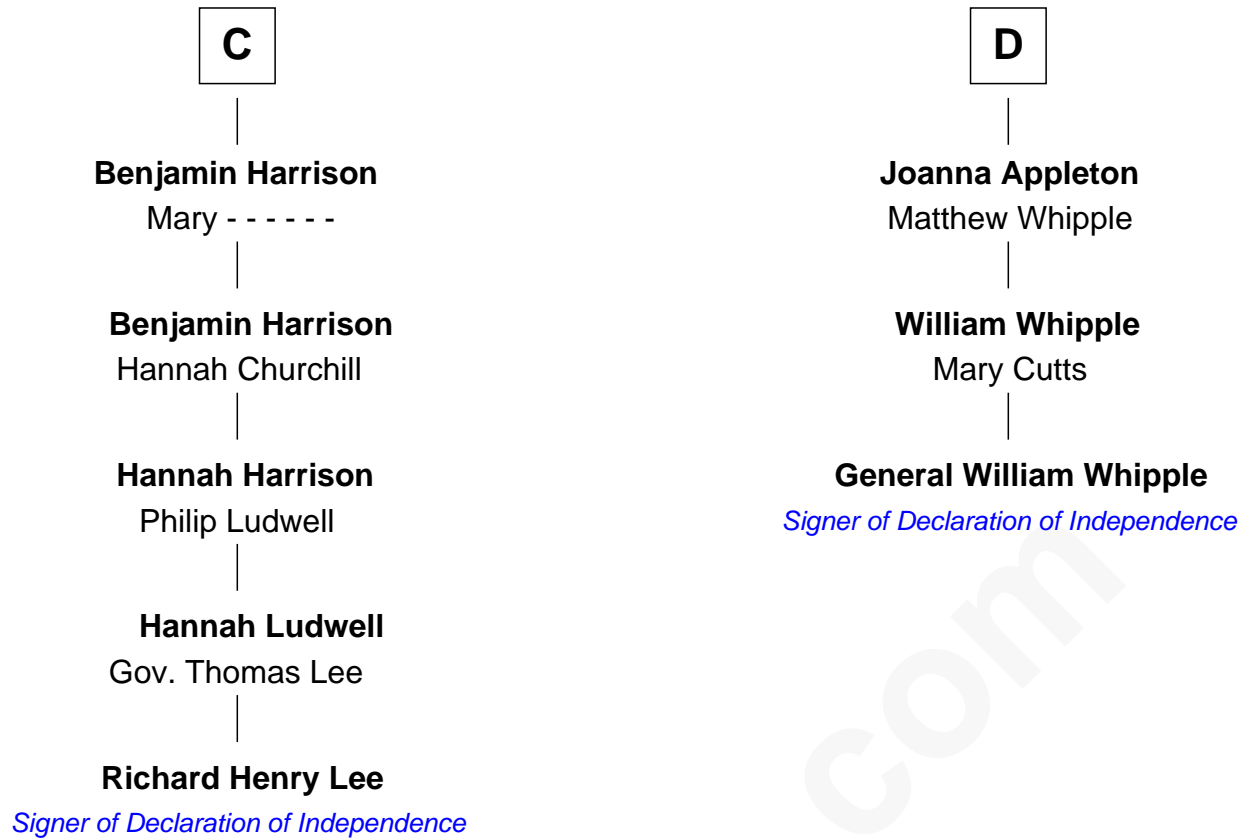 C
Benjamin Harrison
Mary - - - - - -
Benjamin Harrison
Hannah Churchill
Hannah Harrison
Philip Ludwell
Hannah Ludwell
Gov. Thomas Lee
Richard Henry Lee
Signer of Declaration of Independence
D
Joanna Appleton
Matthew Whipple
William Whipple
Mary Cutts
General William Whipple
Signer of Declaration of Independence
com